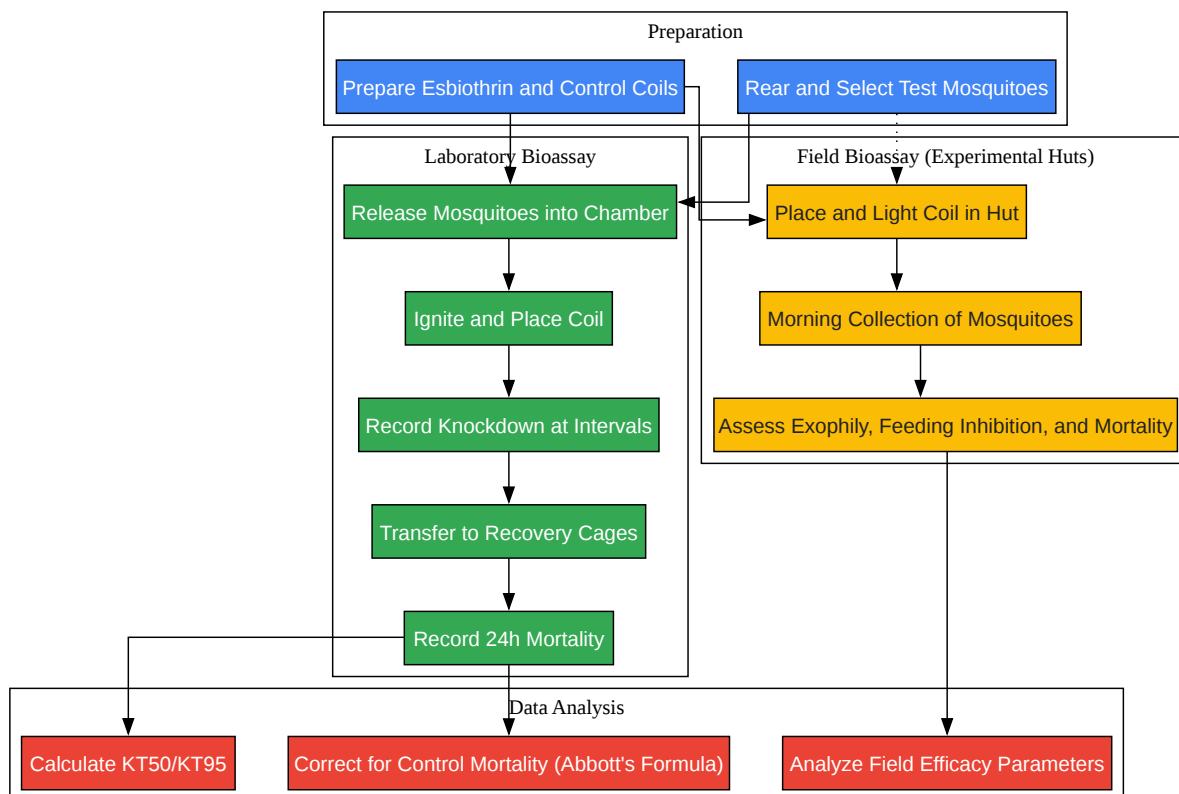 Preparation
Prepare Esbiothrin and Control Coils
Rear and Select Test Mosquitoes
Laboratory Bioassay
Release Mosquitoes into Chamber
Ignite and Place Coil
Record Knockdown at Intervals
Transfer to Recovery Cages
Record 24h Mortality
Field Bioassay (Experimental Huts)
Place and Light Coil in Hut
Morning Collection of Mosquitoes
Assess Exophily, Feeding Inhibition, and Mortality
Data Analysis
Calculate KT50/KT95
Correct for Control Mortality (Abbott's Formula)
Analyze Field Efficacy Parameters